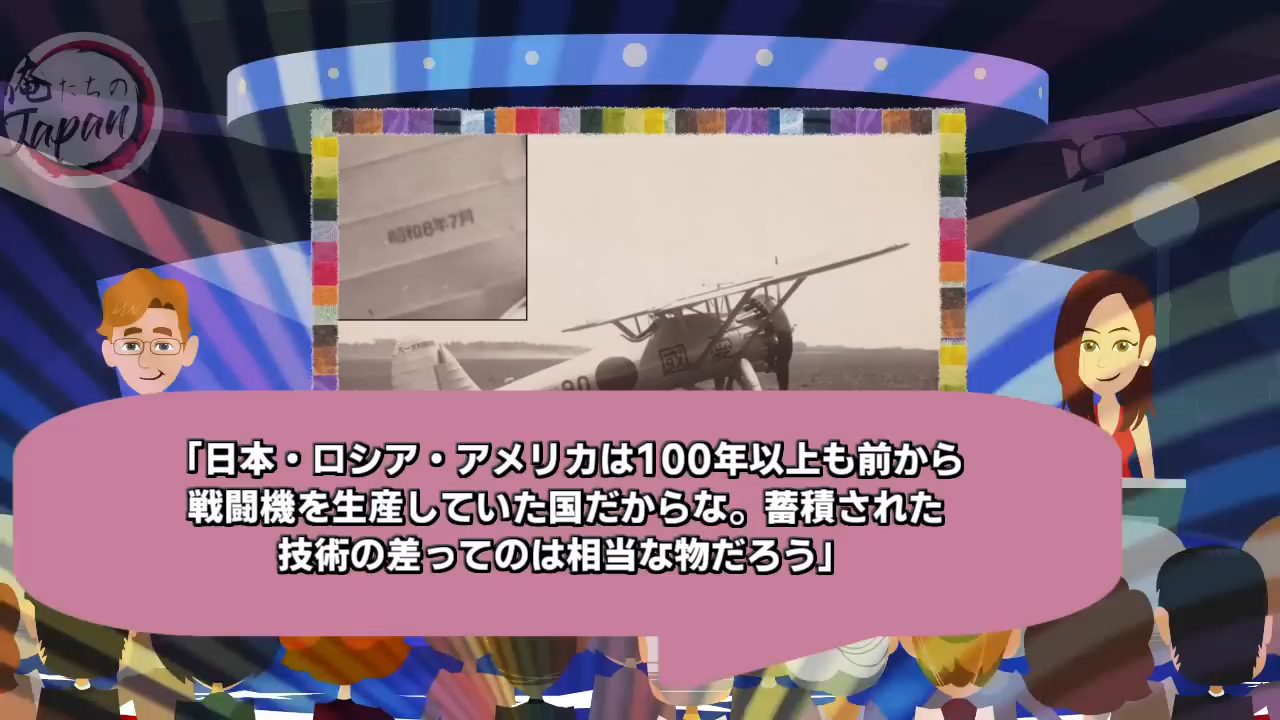 俺たちの
Japan
昭和8年7月
愛國
90
「日本・ロシア・アメリカは100年以上も前から
戦闘機を生産していた国だからな。蓄積された
技術の差ってのは相当な物だろう」